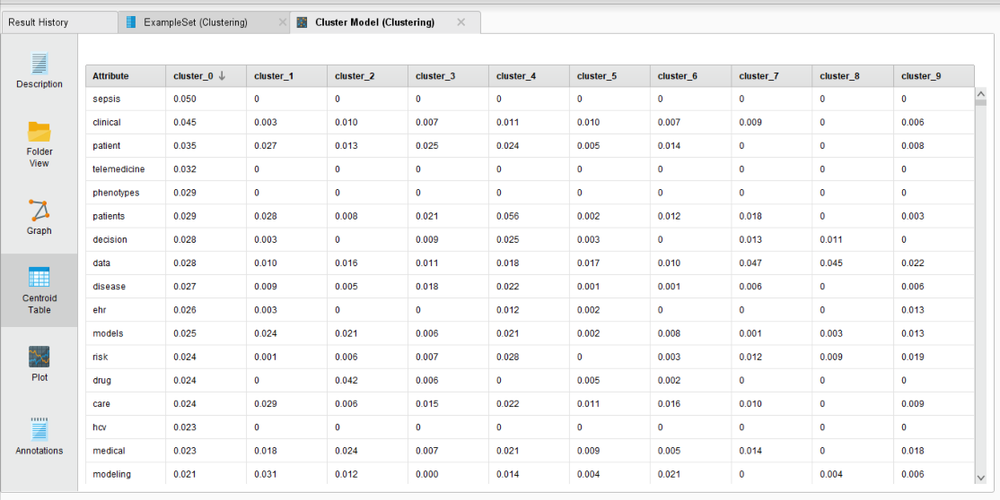 Result History ExampleSet (Clustering) Cluster Model (Clustering)
Description
Folder
View
Graph
Centroid
Table
Plot
Annotations
Attribute cluster_0 cluster_1 cluster_2 cluster_3 cluster_4 cluster_5 cluster_6 cluster_7 cluster_8 cluster_9
sepsis 0.050 0 0 0 0 0 0 0 0 0
clinical 0.045 0.003 0.010 0.007 0.011 0.010 0.007 0.009 0 0.006
patient 0.035 0.027 0.013 0.025 0.024 0.005 0.014 0 0 0.008
telemedicine 0.032 0 0 0 0 0 0 0 0 0
phenotypes 0.029 0 0 0 0 0 0 0 0 0
patients 0.029 0.028 0.008 0.021 0.056 0.002 0.012 0.018 0 0.003
decision 0.028 0.003 0 0.009 0.025 0.003 0 0.013 0.011 0
data 0.028 0.010 0.016 0.011 0.018 0.017 0.010 0.047 0.045 0.022
disease 0.027 0.009 0.005 0.018 0.022 0.001 0.001 0.006 0 0.006
ehr 0.026 0.003 0 0 0.012 0.002 0 0 0 0.013
models 0.025 0.024 0.021 0.006 0.021 0.002 0.008 0.001 0.003 0.013
risk 0.024 0.001 0.006 0.007 0.028 0 0.003 0.012 0.009 0.019
drug 0.024 0 0.042 0.006 0 0.005 0.002 0 0 0
care 0.024 0.029 0.006 0.015 0.022 0.011 0.016 0.010 0 0.009
hcv 0.023 0 0 0 0 0 0 0 0 0
medical 0.023 0.018 0.024 0.007 0.021 0.009 0.005 0.014 0 0.018
modeling 0.021 0.031 0.012 0.000 0.014 0.004 0.021 0 0.004 0.006